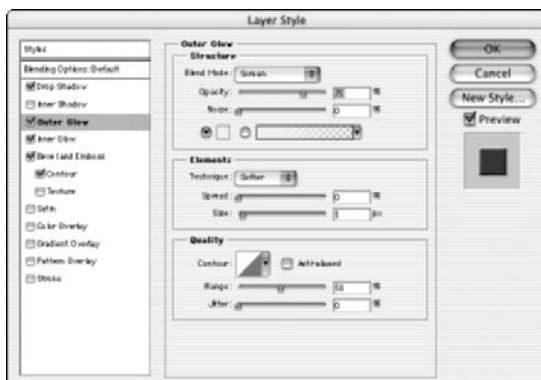 Layer Style
Styles
Blending Options: Default
Drop Shadow
Inner Shadow
Outer Glow
Inner Glow
Bevel and Emboss
Contour
Texture
Satin
Color Overlay
Gradient Overlay
Pattern Overlay
Stroke
Outer Glow
Structure
Blend Mode: Screen
Opacity: 75 %
Noise: 0 %
Elements
Technique: Softer
Spread: 0 %
Size: px
Quality
Contour: Anti-aliased
Range: 50 %
Jitter: 0 %
OK
Cancel
New Style...
Preview